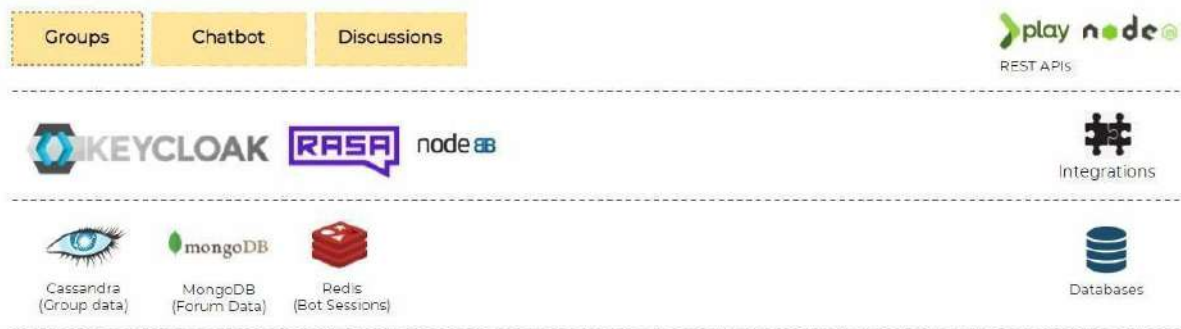 Groups Chatbot Discussions
play node
REST APIs
KEYCLOAK RASA node BB
Integrations
mongoDB
Cassandra MongoDB Redis Databases
(Group data) (Forum Data) (Bot Sessions)